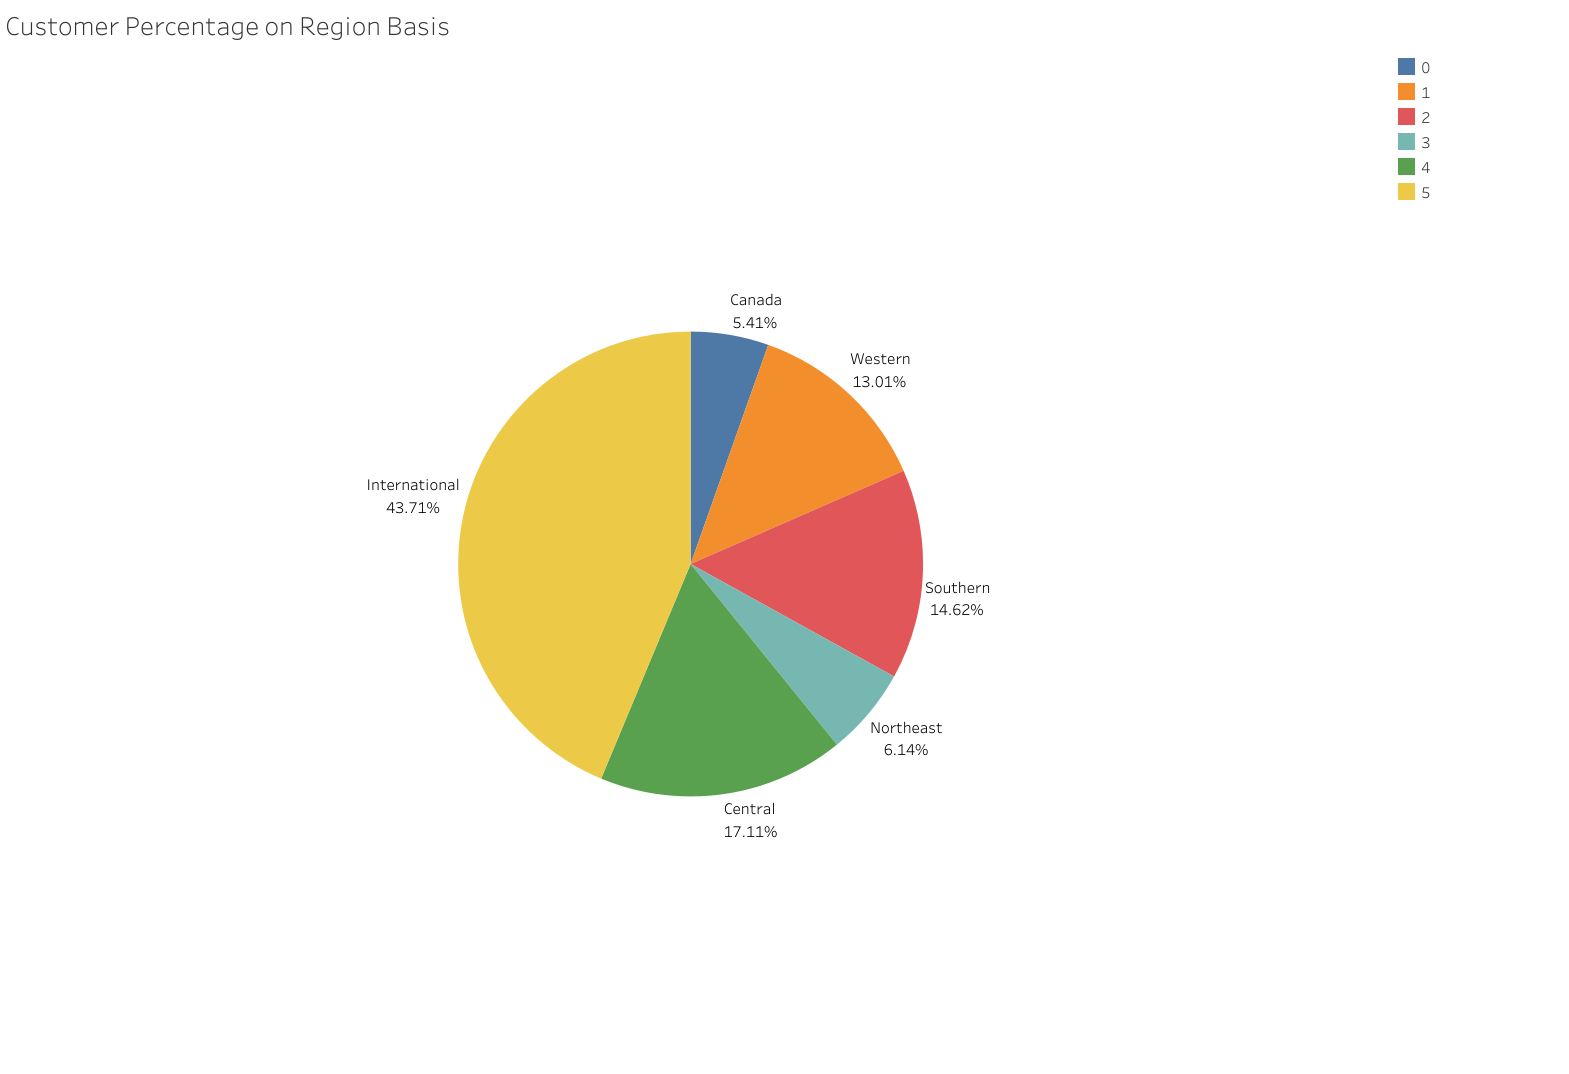 Customer Percentage on Region Basis
0
1
2
3
4
5
Canada
5.41%
Western
13.01%
International
43.71%
Southern
14.62%
Northeast
6.14%
Central
17.11%